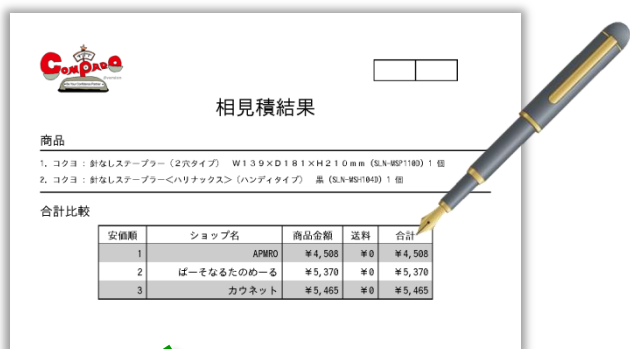 COMPADO
相見積結果
商品
1. コクヨ : 針なしステープラー（2穴タイプ） W139×D181×H210mm (SLN-MSP110D) 1 個
2. コクヨ : 針なしステープラー<ハリナックス>（ハンディタイプ） 黒 (SLN-MSH104D) 1 個
合計比較
安価順 ショップ名 商品金額 送料 合計
1 APMRO ¥4,508 ¥0 ¥4,508
2 ぱーそなるたのめーる ¥5,370 ¥0 ¥5,370
3 カウネット ¥5,465 ¥0 ¥5,465